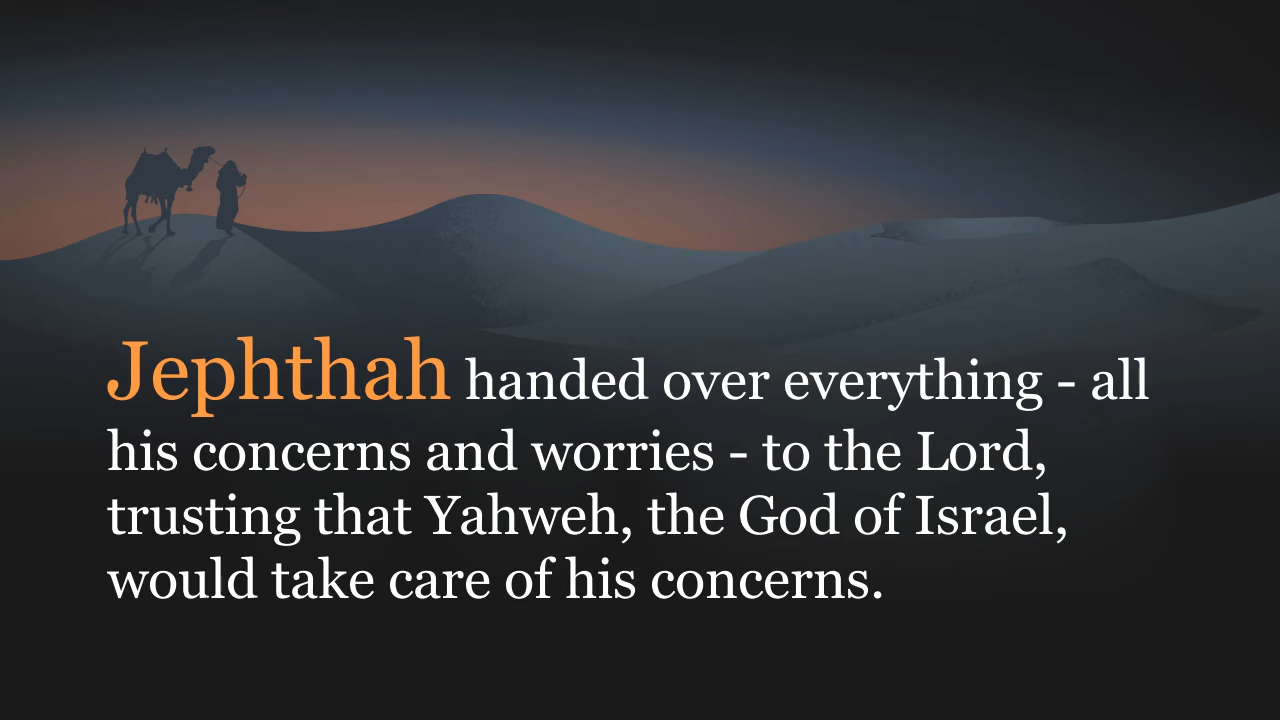 Jephthah handed over everything - all
his concerns and worries - to the Lord,
trusting that Yahweh, the God of Israel,
would take care of his concerns.